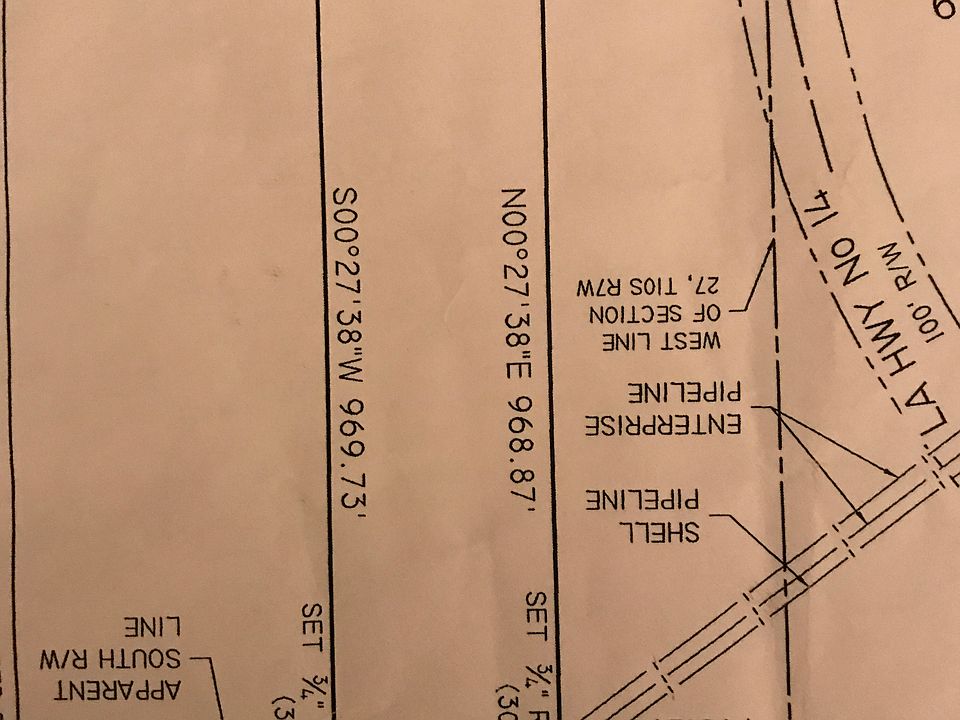 S00°27'38"W 969.73'
N00°27'38"E 968.87'
WEST LINE
OF SECTION
27, T10S R7W
LA HWY NO 14
100' R/W
ENTERPRISE
PIPELINE
SHELL
PIPELINE
APPARENT
SOUTH R/W
LINE
SET 3/4"
SET 3/4"